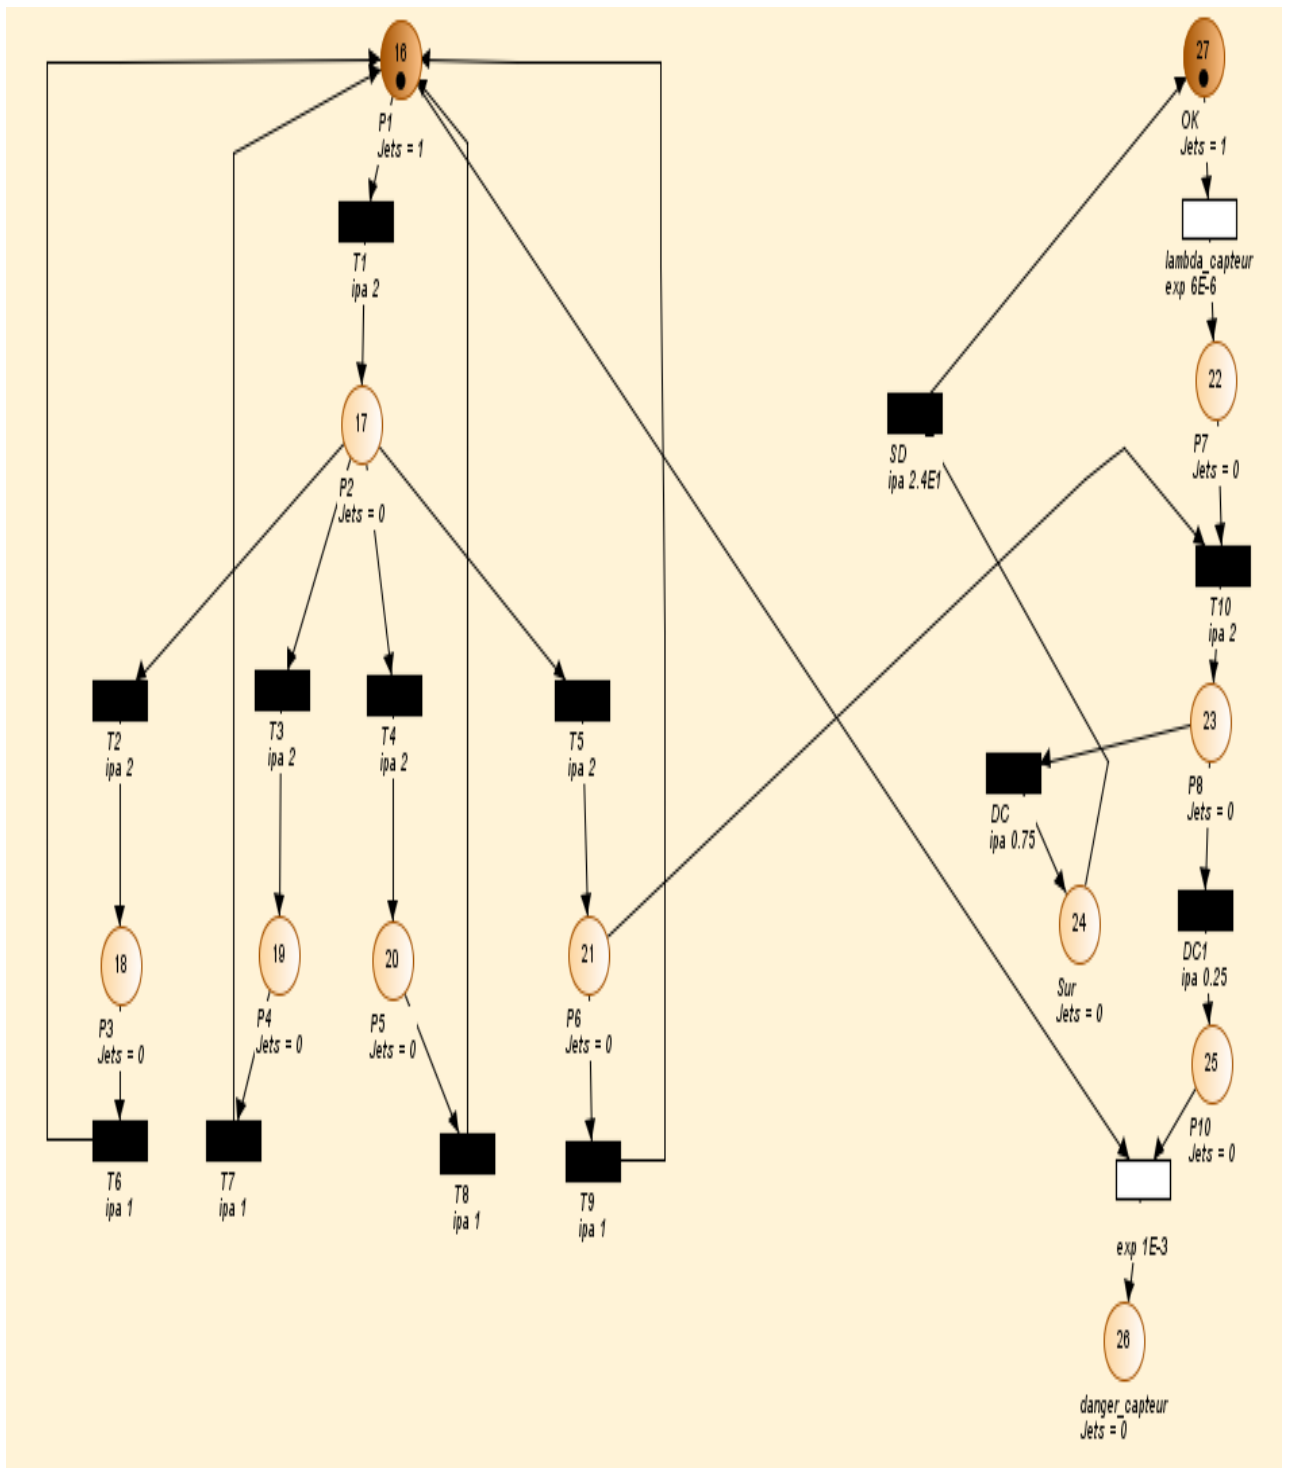 16
P1
Jets = 1
T1
ipa 2
17
P2
Jets = 0
T2
ipa 2
T3
ipa 2
T4
ipa 2
T5
ipa 2
18
P3
Jets = 0
19
P4
Jets = 0
20
P5
Jets = 0
21
P6
Jets = 0
T6
ipa 1
T7
ipa 1
T8
ipa 1
T9
ipa 1
27
OK
Jets = 1
lambda_capteur
exp 6E-6
22
P7
Jets = 0
SD
ipa 2.4E1
T10
ipa 2
23
P8
Jets = 0
DC
ipa 0.75
24
Sur
Jets = 0
DC1
ipa 0.25
25
P10
Jets = 0
exp 1E-3
26
danger_capteur
Jets = 0